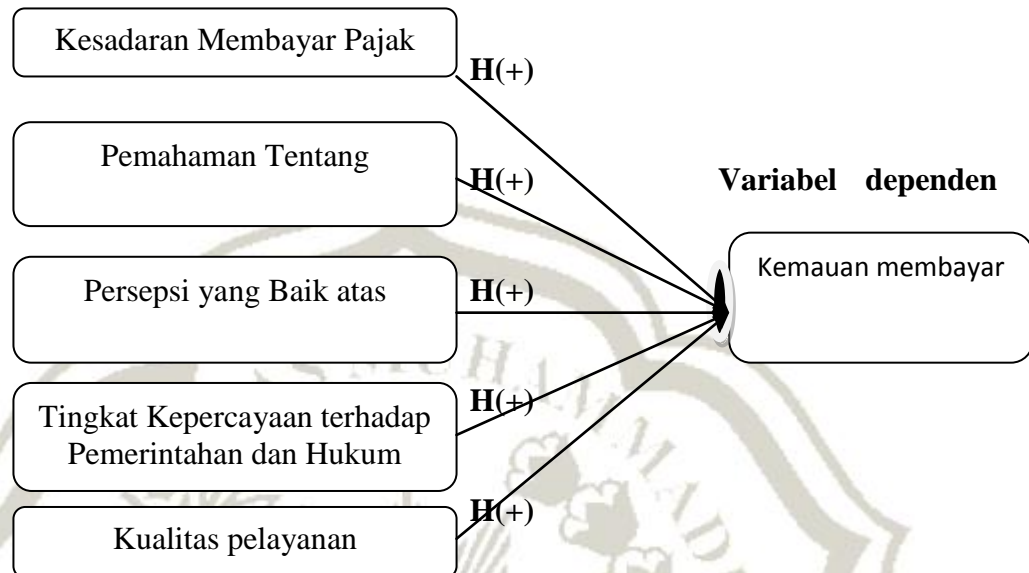 Kesadaran Membayar Pajak
H(+)
Pemahaman Tentang
H(+)
Variabel dependen
Kemauan membayar
Persepsi yang Baik atas
H(+)
Tingkat Kepercayaan terhadap
Pemerintahan dan Hukum
H(+)
Kualitas pelayanan
H(+)